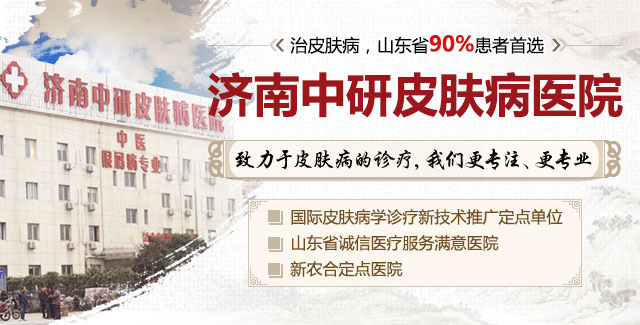 治皮肤病，山东省90%患者首选
济南中研皮肤病医院
致力于皮肤病的诊疗，我们更专注、更专业
国际皮肤病学诊疗新技术推广定点单位
山东省诚信医疗服务满意医院
新农合定点医院
济南中研皮肤病医院
中医
银屑病专业